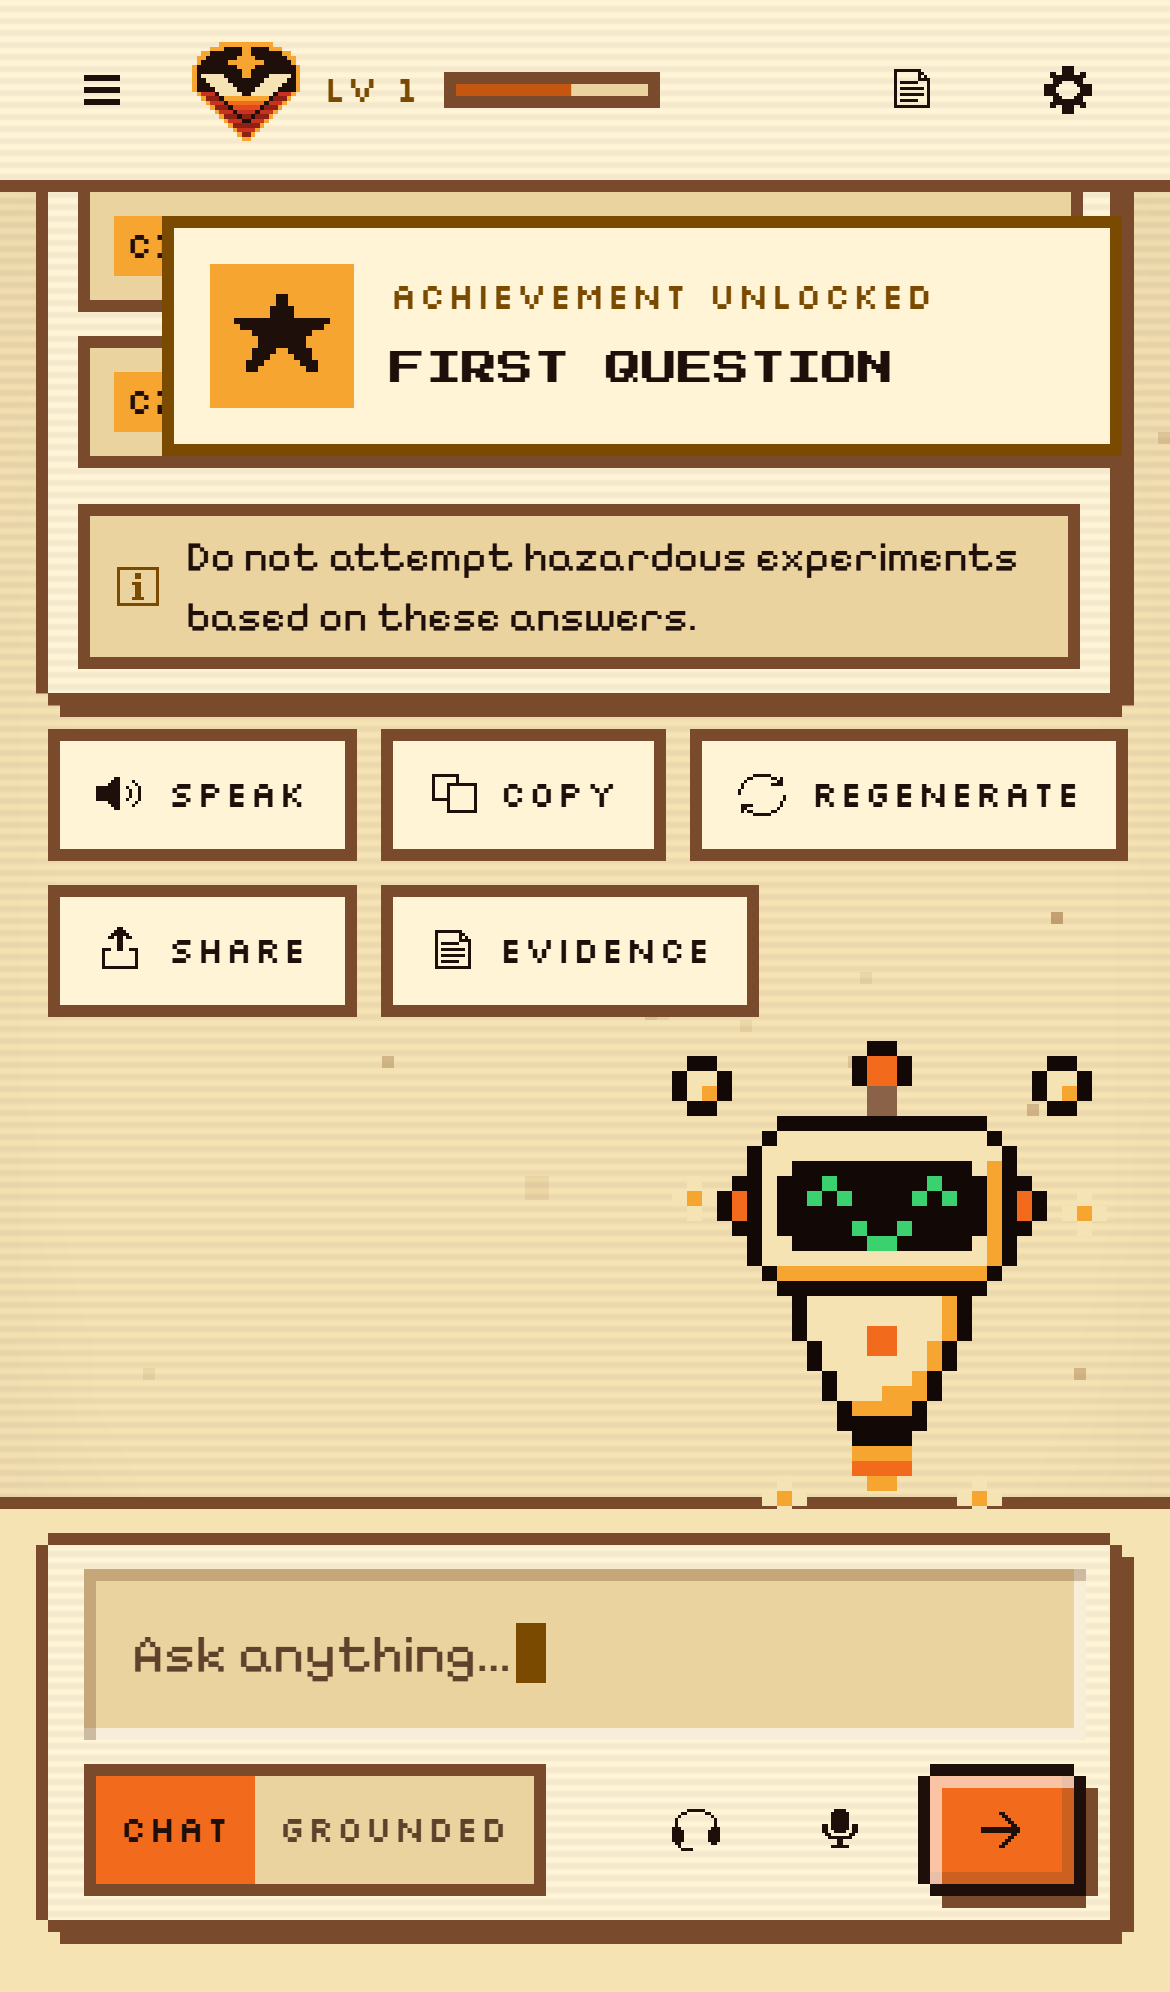 LV 1
ACHIEVEMENT UNLOCKED
FIRST QUESTION
Do not attempt hazardous experiments
based on these answers.
SPEAK
COPY
REGENERATE
SHARE
EVIDENCE
Ask anything...
CHAT
GROUNDED